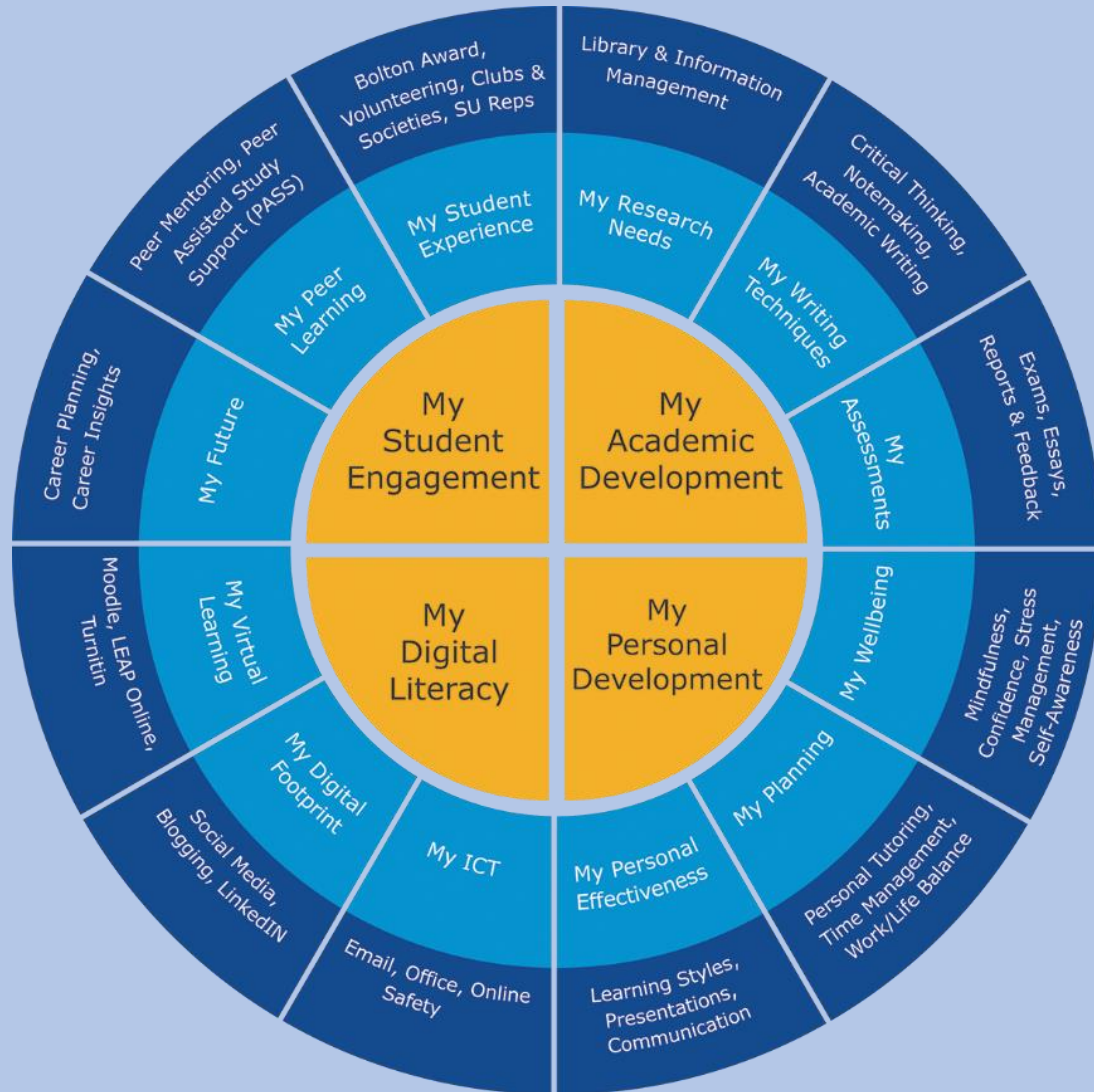 Bolton Award,
Volunteering, Clubs &
Societies, SU Reps
Library & Information
Management
Critical Thinking,
Notemaking,
Academic Writing
Exams, Essays,
Reports & Feedback
Mindfulness,
Confidence, Stress
Management,
Self-Awareness
Personal Tutoring,
Time Management,
Work/Life Balance
Learning Styles,
Presentations,
Communication
Email, Office, Online
Safety
Social Media,
Blogging, LinkedIN
Moodle, LEAP Online,
Turnitin
Career Planning,
Career Insights
Peer Mentoring, Peer
Assisted Study
Support (PASS)
My Student
Experience
My Research
Needs
My Writing
Techniques
My
Assessments
My Wellbeing
My Planning
My Personal
Effectiveness
My ICT
My Digital
Footprint
My Virtual
Learning
My Future
My Peer
Learning
My
Student
Engagement
My
Academic
Development
My
Digital
Literacy
My
Personal
Development